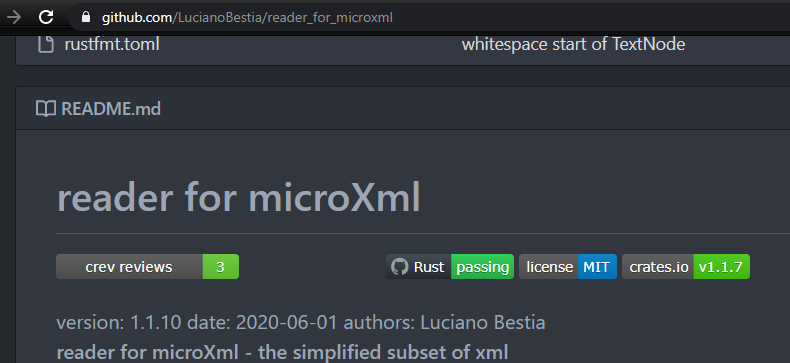 github.com/LucianoBestia/reader_for_microxml
rustfmt.toml whitespace start of TextNode
README.md
reader for microXml
crev reviews 3 Rust passing license MIT crates.io v1.1.7
version: 1.1.10 date: 2020-06-01 authors: Luciano Bestia
reader for microXml - the simplified subset of xml